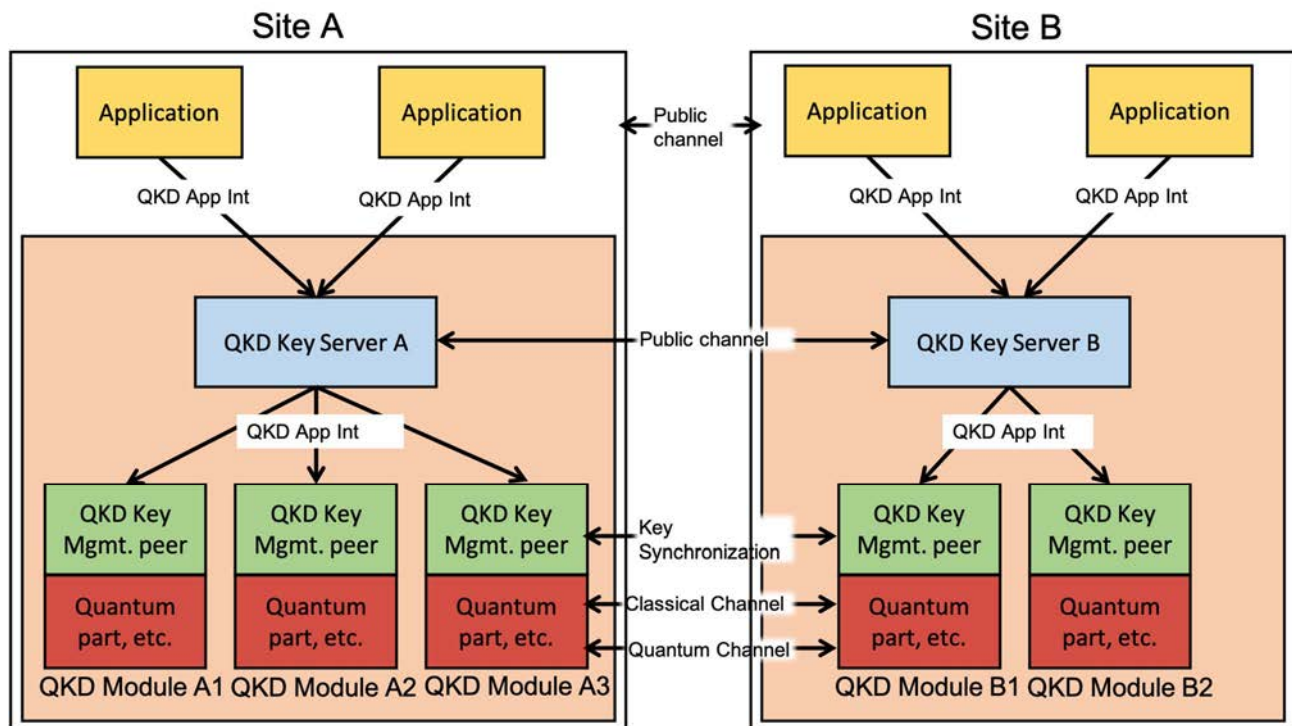 Site A
Site B
Application
Application
Public
channel
Application
Application
QKD App Int
QKD App Int
QKD App Int
QKD App Int
QKD Key Server A
Public channel
QKD Key Server B
QKD App Int
QKD App Int
QKD Key
Mgmt. peer
QKD Key
Mgmt. peer
QKD Key
Mgmt. peer
Key
Synchronization
QKD Key
Mgmt. peer
QKD Key
Mgmt. peer
Quantum
part, etc.
Quantum
part, etc.
Quantum
part, etc.
Classical Channel
Quantum Channel
Quantum
part, etc.
Quantum
part, etc.
QKD Module A1
QKD Module A2
QKD Module A3
QKD Module B1
QKD Module B2